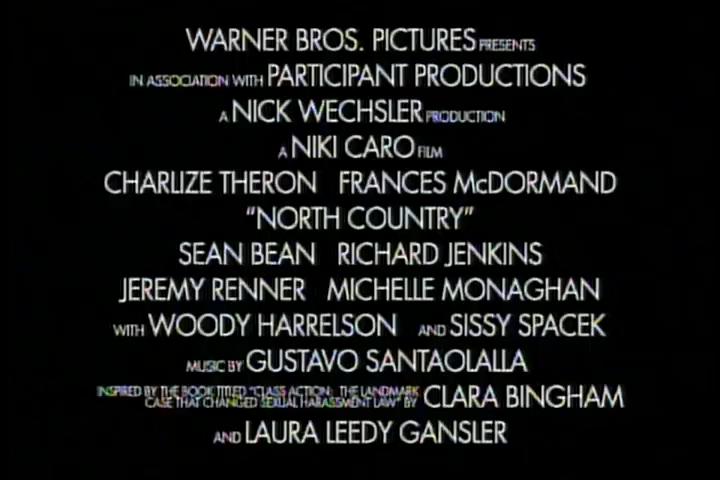 WARNER BROS. PICTURES PRESENTS
IN ASSOCIATION WITH PARTICIPANT PRODUCTIONS
A NICK WECHSLER PRODUCTION
A NIKI CARO FILM
CHARLIZE THERON FRANCES McDORMAND
"NORTH COUNTRY"
SEAN BEAN RICHARD JENKINS
JEREMY RENNER MICHELLE MONAGHAN
WITH WOODY HARRELSON AND SISSY SPACEK
MUSIC BY GUSTAVO SANTAOLALLA
INSPIRED BY THE BOOK TITLED "CLASS ACTION: THE LANDMARK
CASE THAT CHANGED SEXUAL HARASSMENT LAW" BY CLARA BINGHAM
AND LAURA LEEDY GANSLER